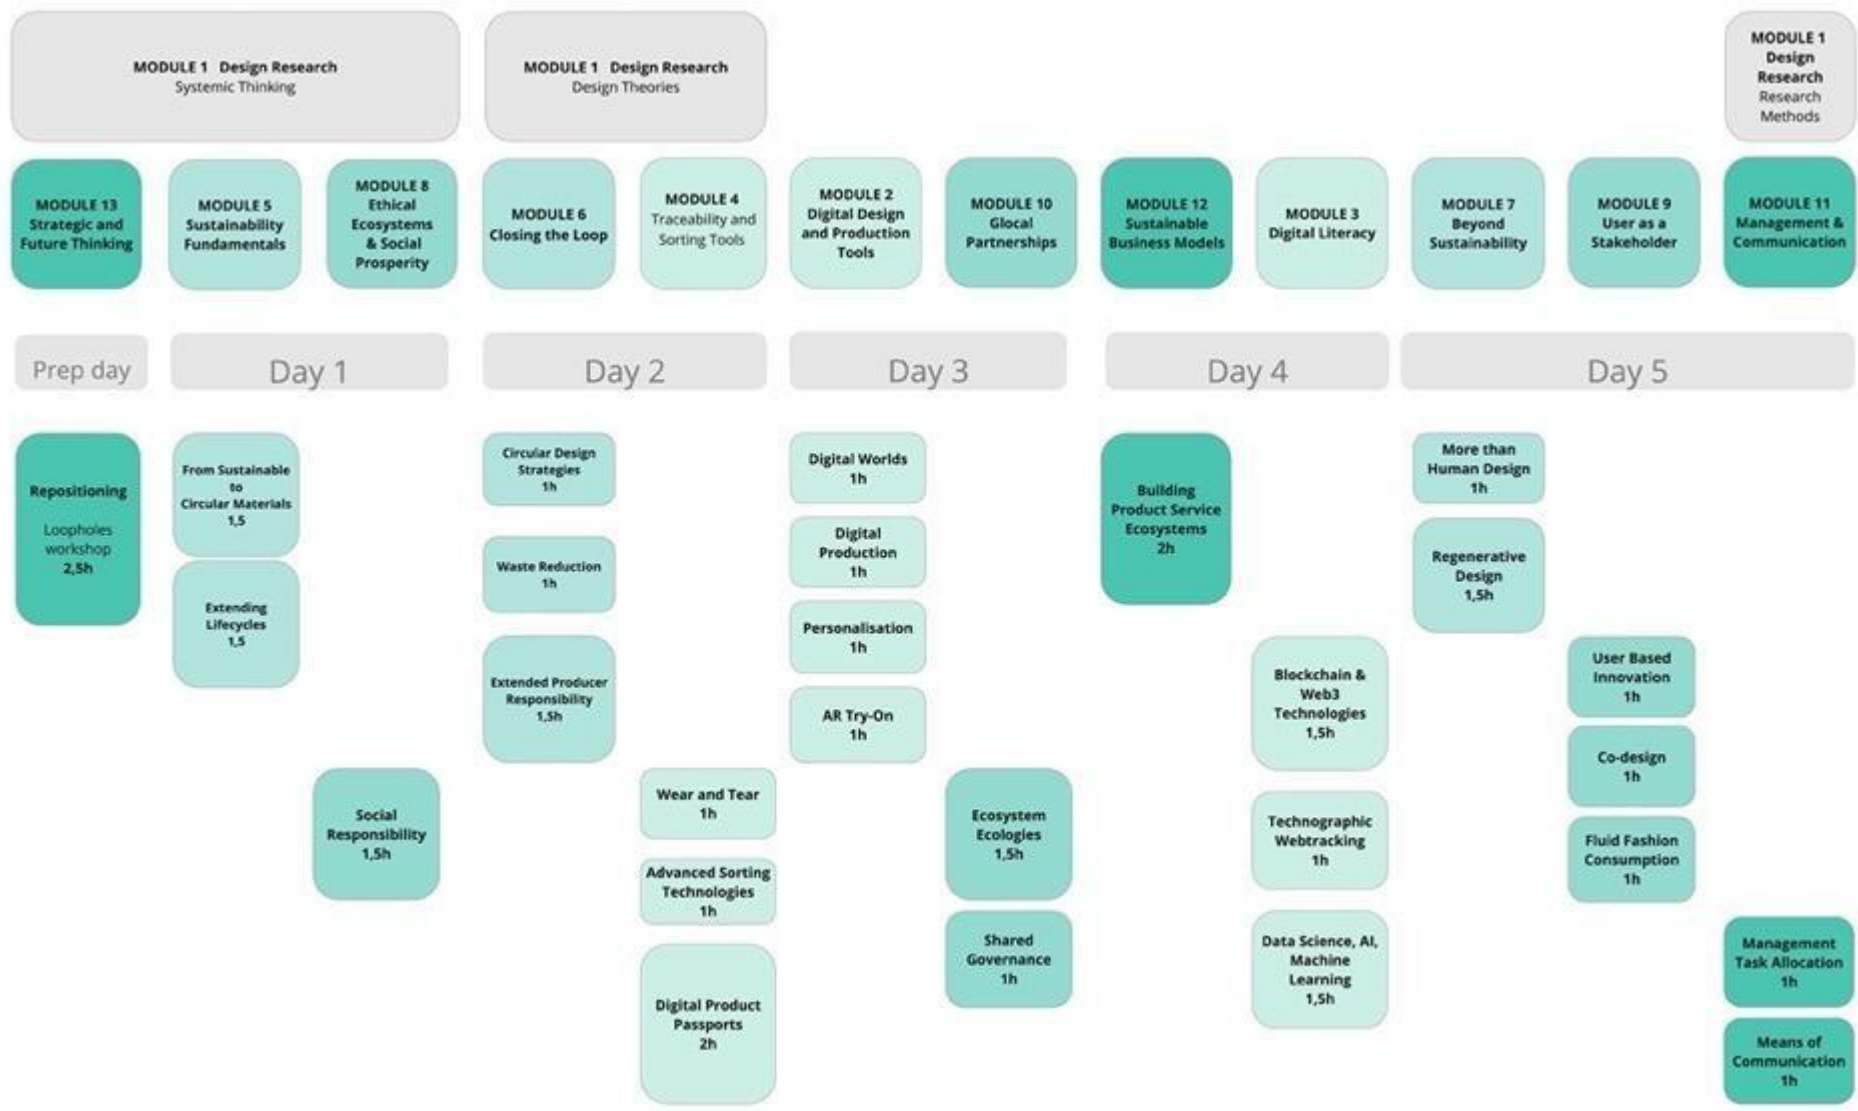 MODULE 1 Design Research
Systemic Thinking
MODULE 1 Design Research
Design Theories
MODULE 1
Design
Research
Research
Methods
MODULE 13
Strategic and
Future Thinking
MODULE 5
Sustainability
Fundamentals
MODULE 8
Ethical
Ecosystems
& Social
Prosperity
MODULE 6
Closing the Loop
MODULE 4
Traceability and
Sorting Tools
MODULE 2
Digital Design
and Production
Tools
MODULE 10
Glocal
Partnerships
MODULE 12
Sustainable
Business Models
MODULE 3
Digital Literacy
MODULE 7
Beyond
Sustainability
MODULE 9
User as a
Stakeholder
MODULE 11
Management &
Communication
Prep day
Day 1
Day 2
Day 3
Day 4
Day 5
Repositioning
Loopholes
workshop
2,5h
From Sustainable
to
Circular Materials
1,5
Extending
Lifecycles
1,5
Social
Responsibility
1,5h
Circular Design
Strategies
1h
Waste Reduction
1h
Extended Producer
Responsibility
1,5h
Wear and Tear
1h
Advanced Sorting
Technologies
1h
Digital Product
Passports
2h
Digital Worlds
1h
Digital
Production
1h
Personalisation
1h
AR Try-On
1h
Ecosystem
Ecologies
1,5h
Shared
Governance
1h
Building
Product Service
Ecosystems
2h
Blockchain &
Web3
Technologies
1,5h
Technographic
Webtracking
1h
Data Science, AI,
Machine
Learning
1,5h
More than
Human Design
1h
Regenerative
Design
1,5h
User Based
Innovation
1h
Co-design
1h
Fluid Fashion
Consumption
1h
Management
Task Allocation
1h
Means of
Communication
1h